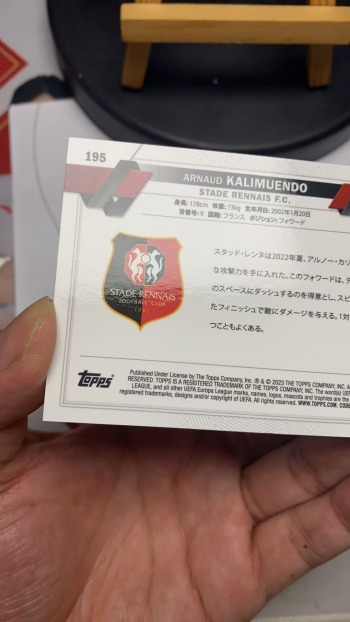 195
ARNAUD KALIMUENDO
STADE RENNAIS F.C.
身長: 178cm 体重: 73kg 生年月日: 2002年1月20日
背番号: 9 国籍: フランス ポジション: フォワード
スタッド・レンヌは2022年夏、アルノー・カリ
な攻撃力を手に入れた。このフォワードは、デ
のスペースにダッシュするのを得意とし、スピ
たフィニッシュで敵にダメージを与える。1対
つこともよくある。
STADE RENNAIS
FOOTBALL CLUB
1901
Topps
Published Under License by The Topps Company, Inc. ® & © 2023 THE TOPPS COMPANY, INC. A
RESERVED. TOPPS IS A REGISTERED TRADEMARK OF THE TOPPS COMPANY, INC. The word(s) UEF
LEAGUE, and all other UEFA Europa League marks, names, logos, mascots and trophies are the
registered trademarks, designs and/or copyright of UEFA. All rights reserved. WWW.TOPPS.COM. CODE